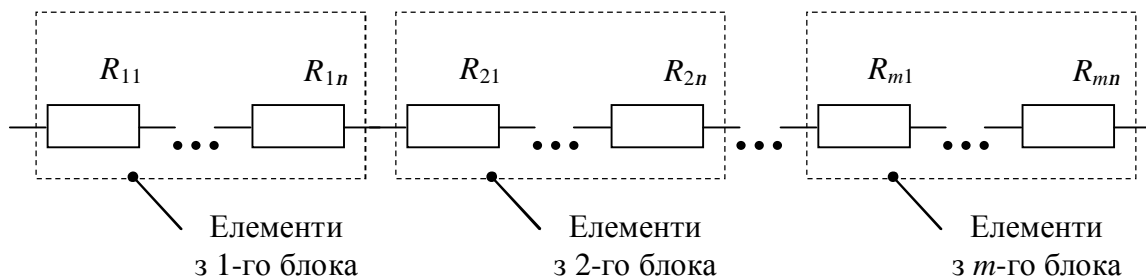 R11 R1n R21 R2n Rm1 Rmn
Елементи Елементи Елементи
з 1-го блока з 2-го блока з m-го блока